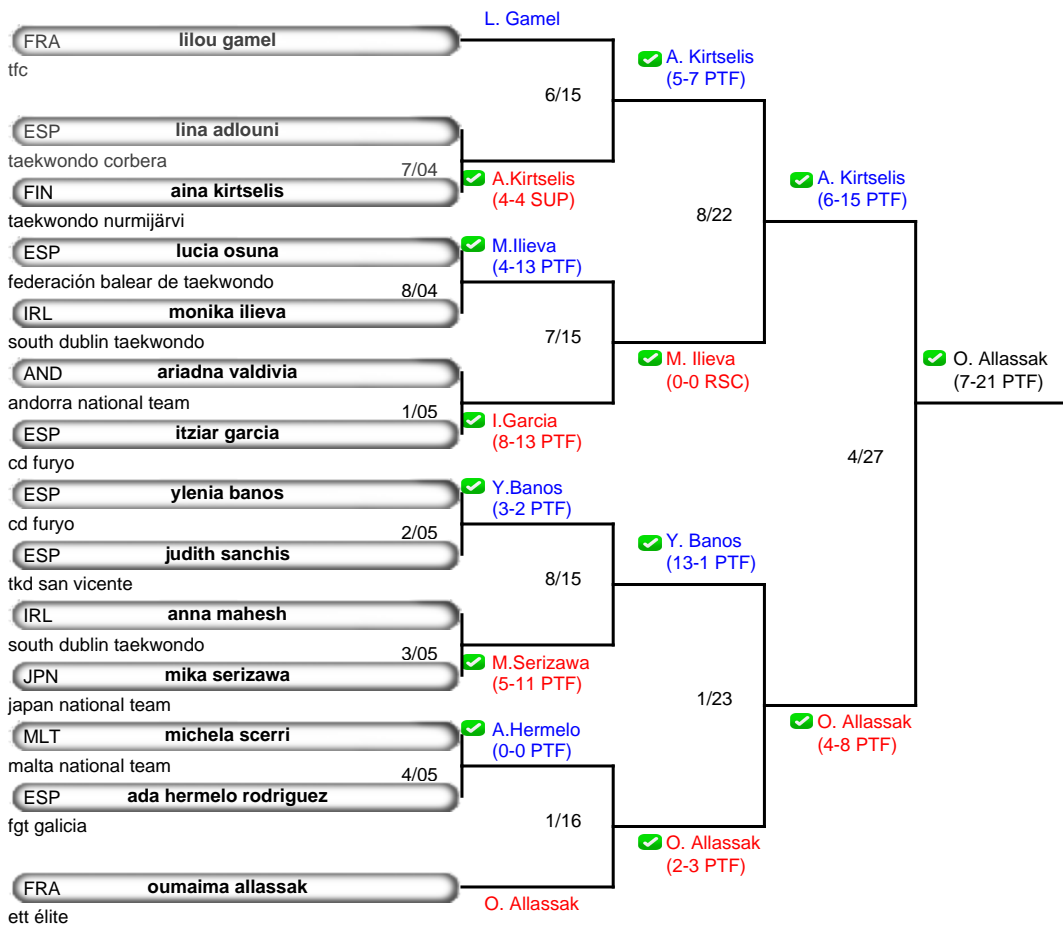 L. Gamel
FRA lilou gamel
tfc
A. Kirtselis
(5-7 PTF)
6/15
ESP lina adlouni
taekwondo corbera
7/04
FIN aina kirtselis
taekwondo nurmijärvi
A.Kirtselis
(4-4 SUP)
A. Kirtselis
(6-15 PTF)
8/22
ESP lucia osuna
federación balear de taekwondo
8/04
M.Ilieva
(4-13 PTF)
IRL monika ilieva
south dublin taekwondo
7/15
AND ariadna valdivia
andorra national team
1/05
M. Ilieva
(0-0 RSC)
O. Allassak
(7-21 PTF)
ESP itziar garcia
cd furyo
I.Garcia
(8-13 PTF)
4/27
ESP ylenia banos
cd furyo
2/05
Y.Banos
(3-2 PTF)
ESP judith sanchis
tkd san vicente
Y. Banos
(13-1 PTF)
8/15
IRL anna mahesh
south dublin taekwondo
3/05
JPN mika serizawa
japan national team
M.Serizawa
(5-11 PTF)
1/23
MLT michela scerri
malta national team
4/05
A.Hermelo
(0-0 PTF)
O. Allassak
(4-8 PTF)
ESP ada hermelo rodriguez
fgt galicia
1/16
O. Allassak
(2-3 PTF)
FRA oumaima allassak
ett élite
O. Allassak